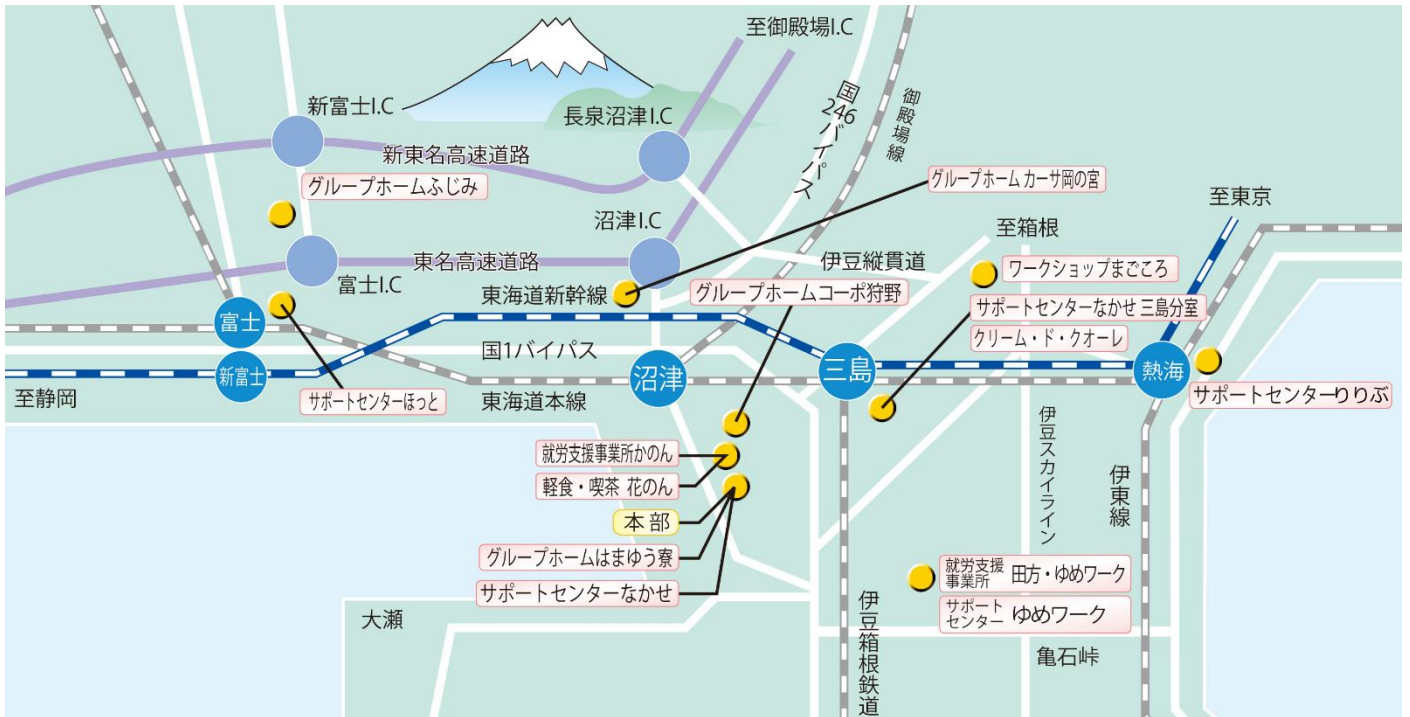 至御殿場I.C
新富士I.C
長泉沼津I.C
国246バイパス
御殿場線
新東名高速道路
グループホームふじみ
グループホーム カーサ岡の宮
至東京
沼津I.C
至箱根
東名高速道路
伊豆縦貫道
ワークショップまごころ
富士I.C
東海道新幹線
グループホームコーポ狩野
サポートセンターなかせ 三島分室
富士
クリーム・ド・クオーレ
国1バイパス
新富士
沼津
三島
熱海
至静岡
サポートセンターほっと
東海道本線
サポートセンターりりぶ
伊豆スカイライン
就労支援事業所かのん
軽食・喫茶 花のん
伊東線
本部
グループホームはまゆう寮
サポートセンターなかせ
就労支援
事業所 田方・ゆめワーク
サポート
センター ゆめワーク
大瀬
伊豆箱根鉄道
亀石峠